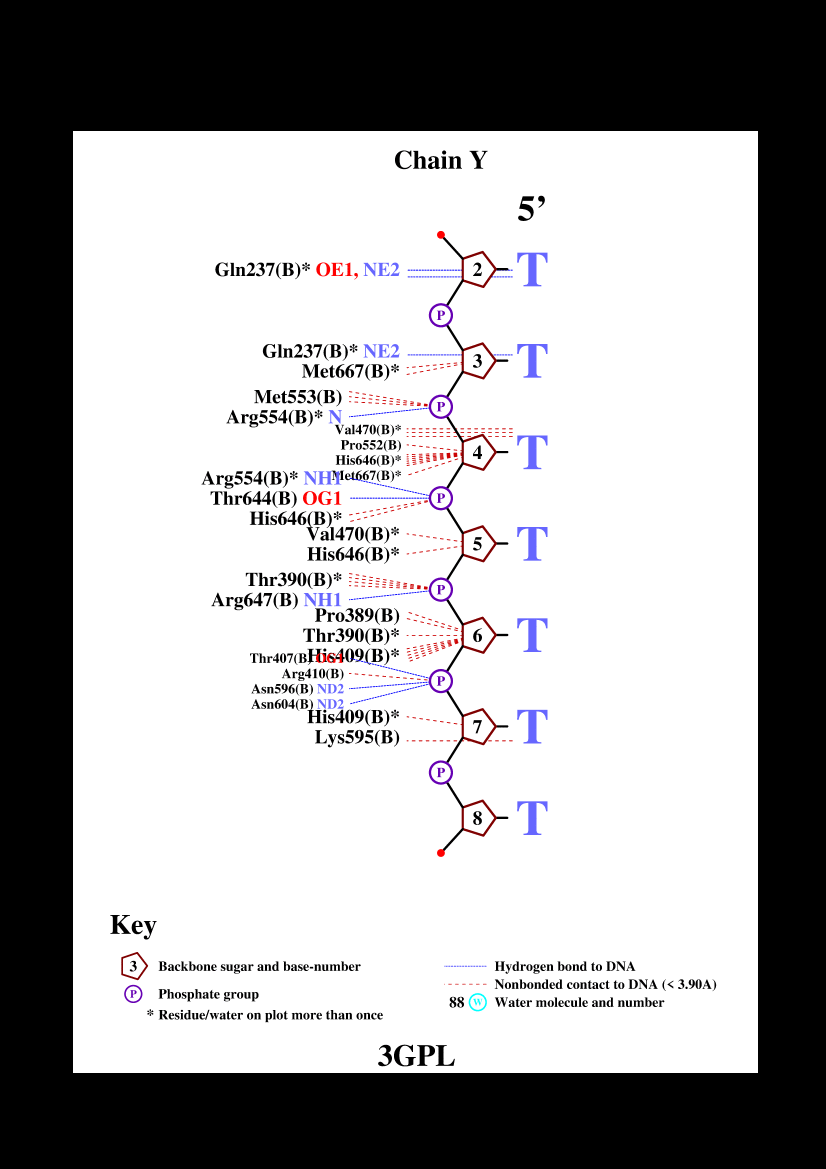 Chain Y
5’
Gln237(B)* OE1, NE2 2 T
P
Gln237(B)* NE2
Met667(B)* 3 T
Met553(B)
P
Arg554(B)* N
Val470(B)*
Pro552(B)
4 T
His646(B)*
Met667(B)*
Arg554(B)* NH1
Thr644(B) OG1 P
His646(B)*
Val470(B)*
5 T
His646(B)*
Thr390(B)*
P
Arg647(B) NH1
Pro389(B)
Thr390(B)* 6 T
His409(B)*
Thr407(B) OG1
Arg410(B)
P
Asn596(B) ND2
Asn604(B) ND2
His409(B)*
7 T
Lys595(B)
P
8 T
Key
3 Backbone sugar and base-number
P Phosphate group
* Residue/water on plot more than once
Hydrogen bond to DNA
Nonbonded contact to DNA (< 3.90A)
88 W Water molecule and number
3GPL